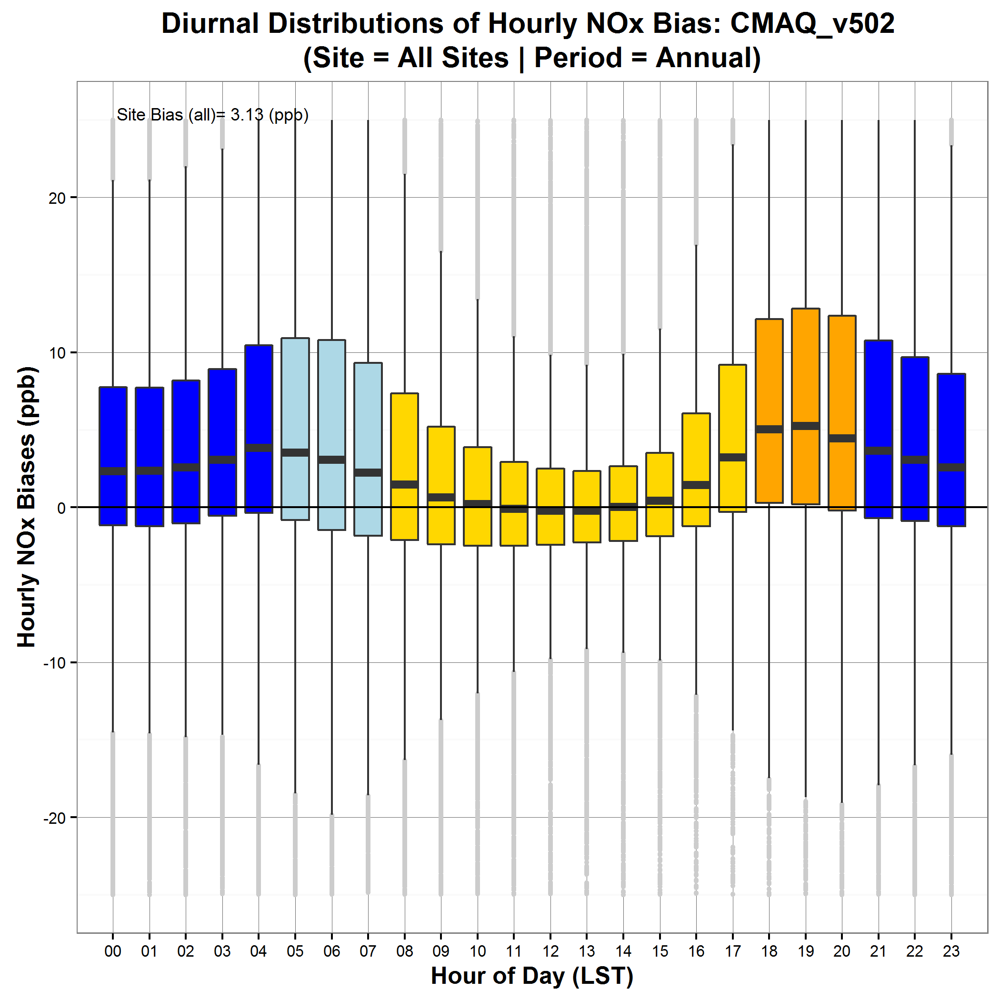 Diurnal Distributions of Hourly NOx Bias: CMAQ_v502
(Site = All Sites | Period = Annual)
Site Bias (all)= 3.13 (ppb)
20
10
0
-10
-20
Hourly NOx Biases (ppb)
00 01 02 03 04 05 06 07 08 09 10 11 12 13 14 15 16 17 18 19 20 21 22 23
Hour of Day (LST)